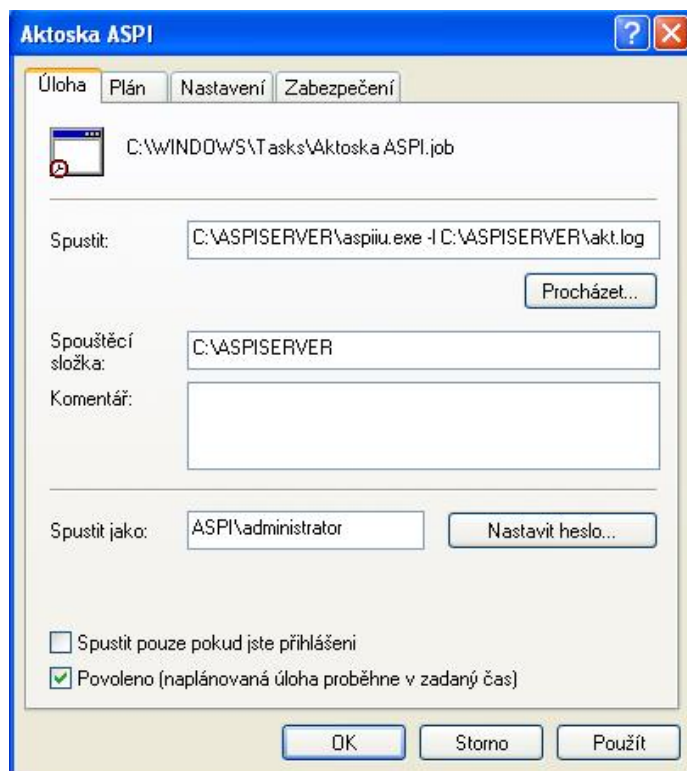 Aktoska ASPI
Úloha Plán Nastavení Zabezpečení
C:\WINDOWS\Tasks\Aktoska ASPI.job
Spustit: C:\ASPISERVER\aspiiu.exe -l C:\ASPISERVER\akt.log
Procházet...
Spouštěcí
složka: C:\ASPISERVER
Komentář:
Spustit jako: ASPI\administrator Nastavit heslo...
Spustit pouze pokud jste přihlášeni
Povoleno (naplánovaná úloha proběhne v zadaný čas)
OK Storno Použít